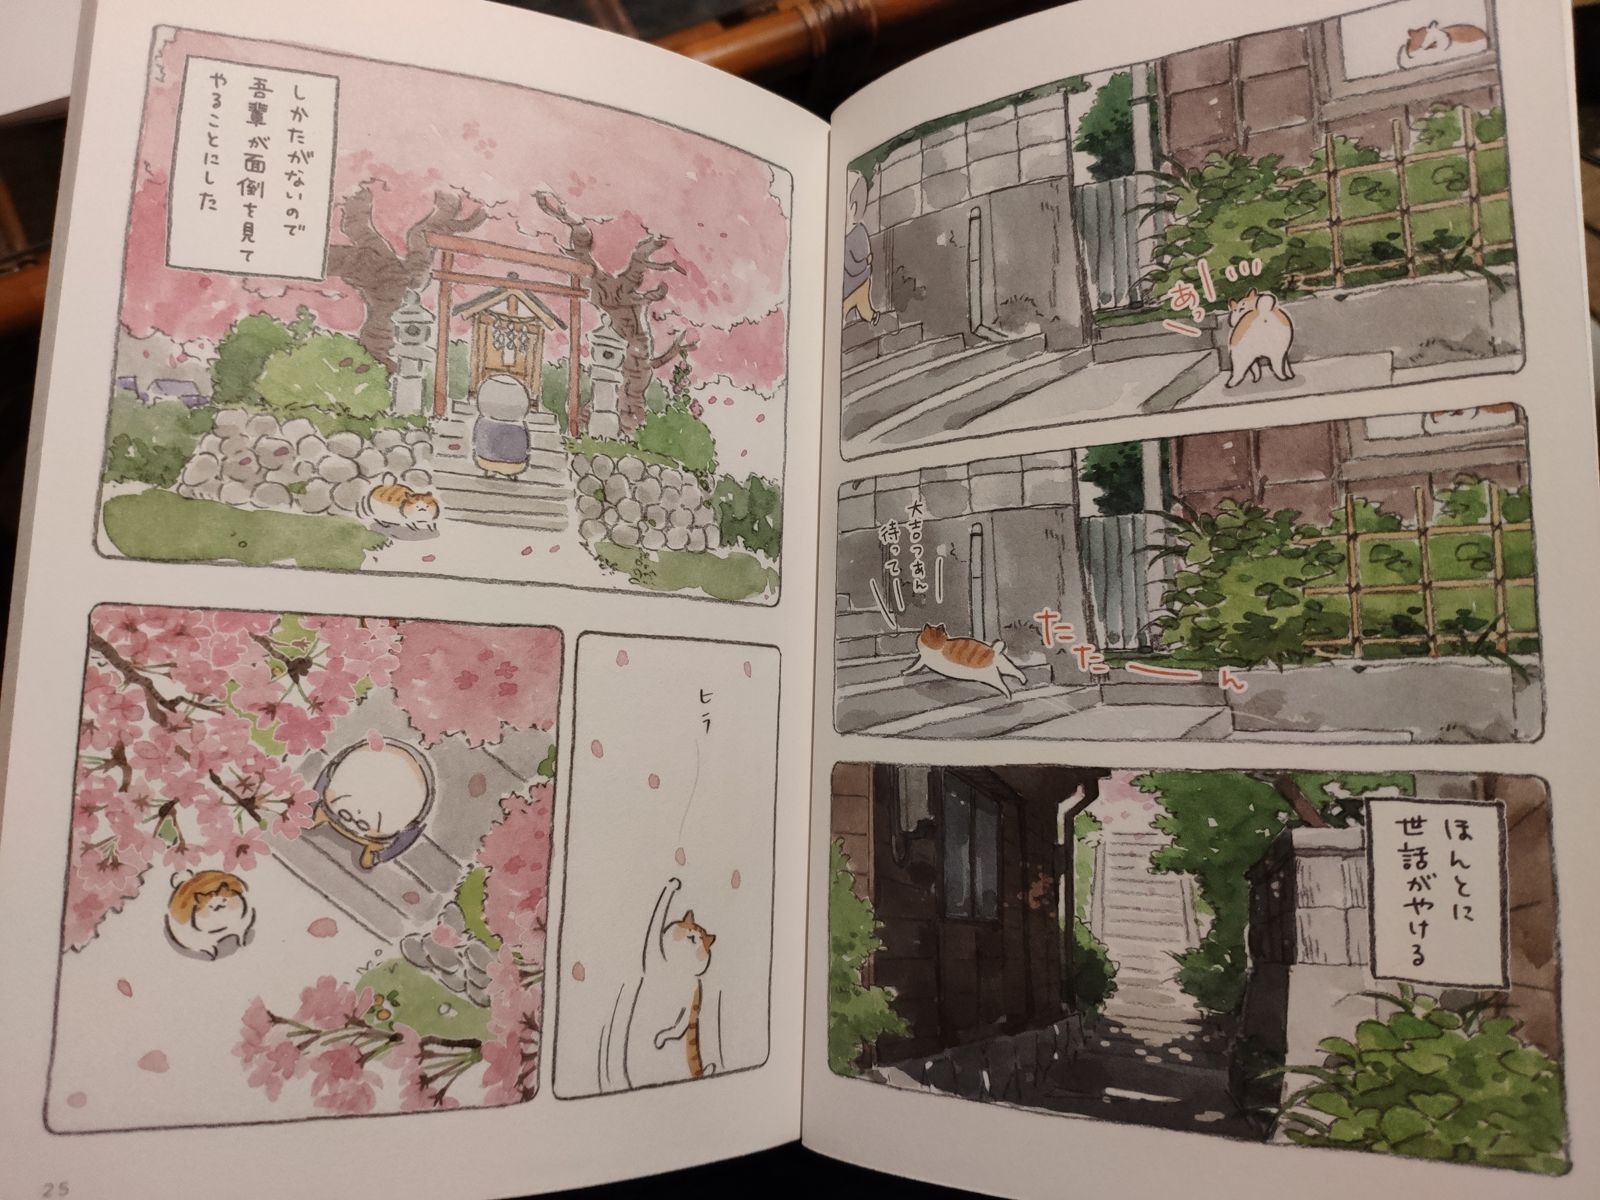 あっ
大吉つあん
待って
たたーん
ほんとに
世話がやける
しかたがないので
吾輩が面倒を見て
やることにした
ヒラ
25